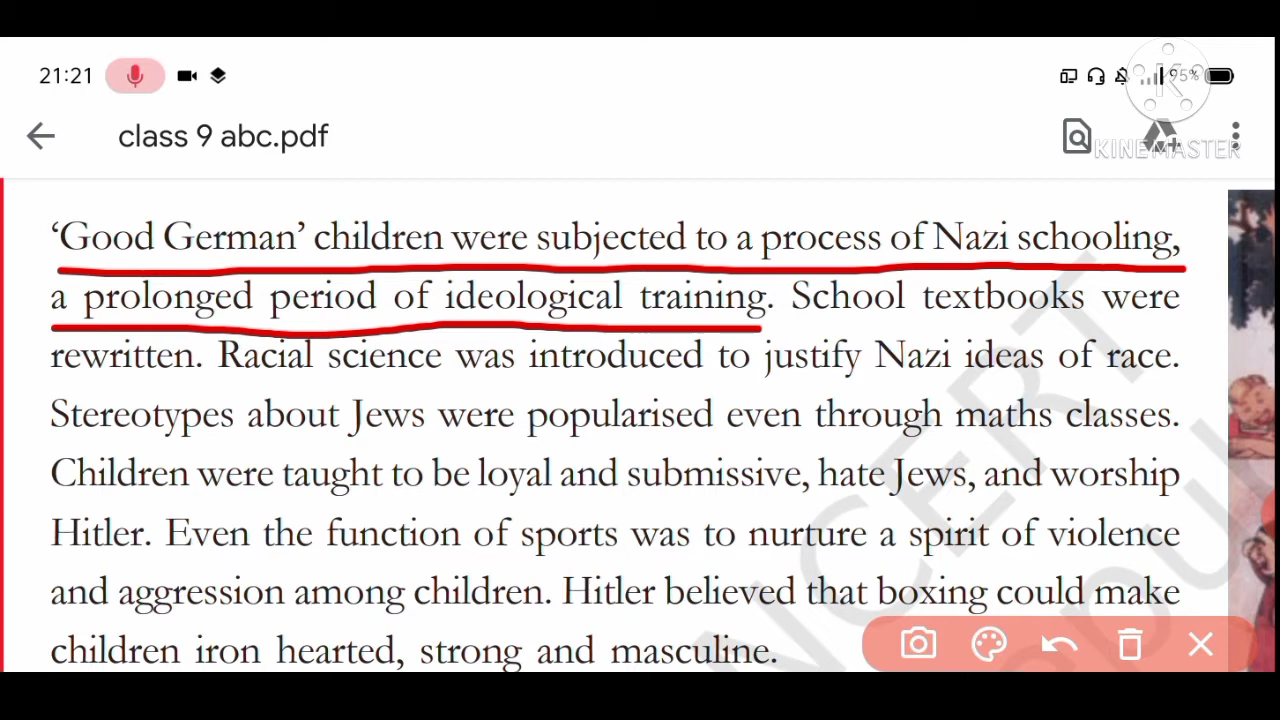 21:21
95%
class 9 abc.pdf
KINEMASTER
‘Good German’ children were subjected to a process of Nazi schooling,
a prolonged period of ideological training. School textbooks were
rewritten. Racial science was introduced to justify Nazi ideas of race.
Stereotypes about Jews were popularised even through maths classes.
Children were taught to be loyal and submissive, hate Jews, and worship
Hitler. Even the function of sports was to nurture a spirit of violence
and aggression among children. Hitler believed that boxing could make
children iron hearted, strong and masculine.
NCERT